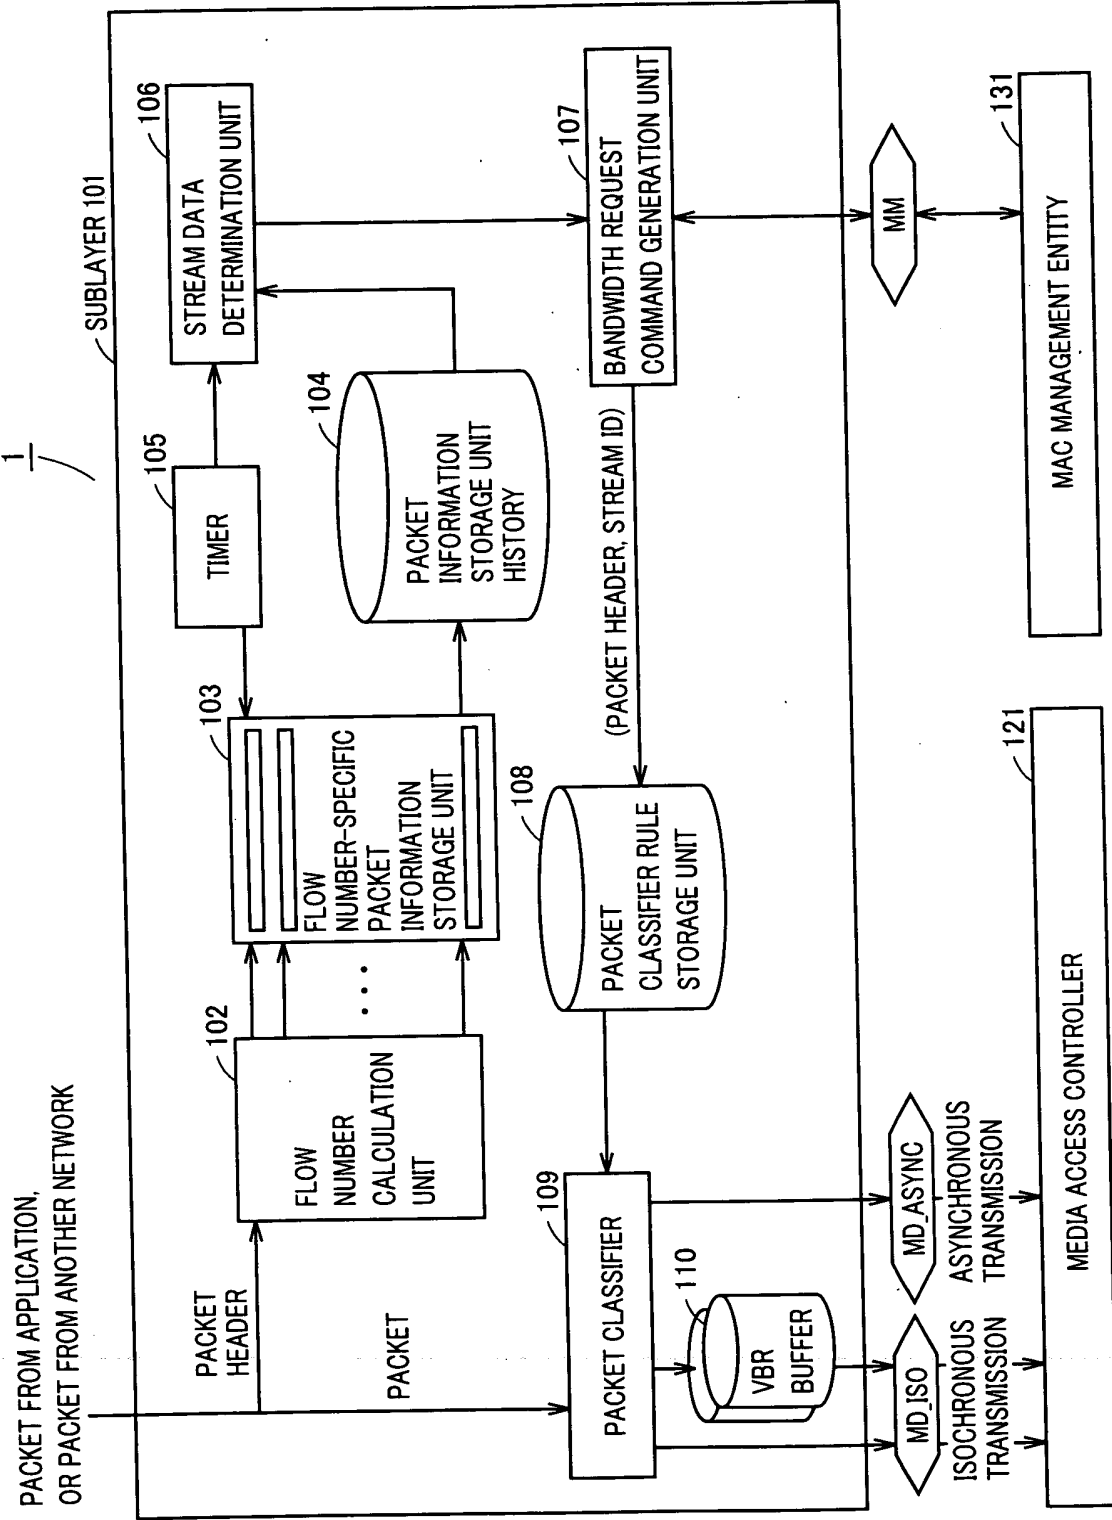 1
PACKET FROM APPLICATION,
OR PACKET FROM ANOTHER NETWORK
SUBLAYER 101
PACKET
HEADER
PACKET
102
FLOW
NUMBER
CALCULATION
UNIT
103
FLOW
NUMBER-SPECIFIC
PACKET
INFORMATION
STORAGE UNIT
105
TIMER
104
PACKET
INFORMATION
STORAGE UNIT
HISTORY
106
STREAM DATA
DETERMINATION UNIT
109
PACKET CLASSIFIER
108
PACKET
CLASSIFIER RULE
STORAGE UNIT
(PACKET HEADER, STREAM ID)
107
BANDWIDTH REQUEST
COMMAND GENERATION UNIT
110
VBR
BUFFER
MD_ISO
MD_ASYNC
MM
ISOCHRONOUS
TRANSMISSION
ASYNCHRONOUS
TRANSMISSION
121
MEDIA ACCESS CONTROLLER
131
MAC MANAGEMENT ENTITY